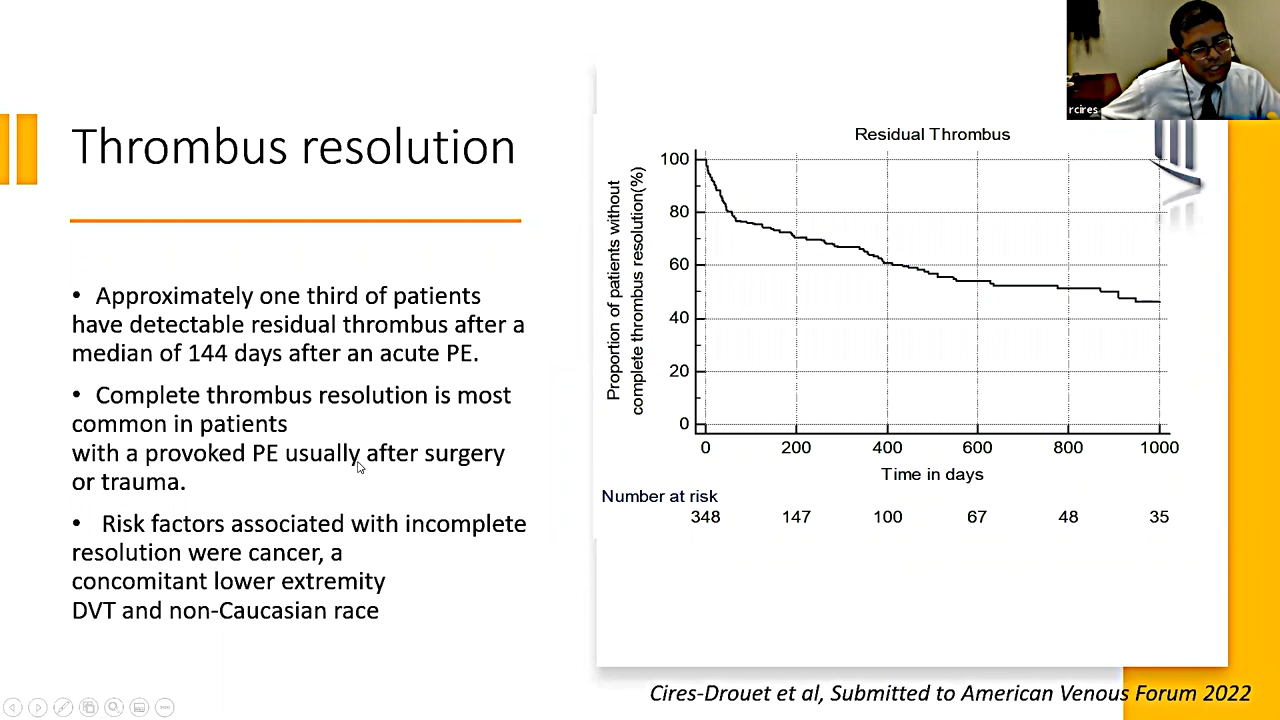 rcires
Thrombus resolution
• Approximately one third of patients
have detectable residual thrombus after a
median of 144 days after an acute PE.
• Complete thrombus resolution is most
common in patients
with a provoked PE usually after surgery
or trauma.
• Risk factors associated with incomplete
resolution were cancer, a
concomitant lower extremity
DVT and non-Caucasian race
Residual Thrombus
Proportion of patients without
complete thrombus resolution(%)
100
80
60
40
20
0
0 200 400 600 800 1000
Time in days
Number at risk
348 147 100 67 48 35
Cires-Drouet et al, Submitted to American Venous Forum 2022